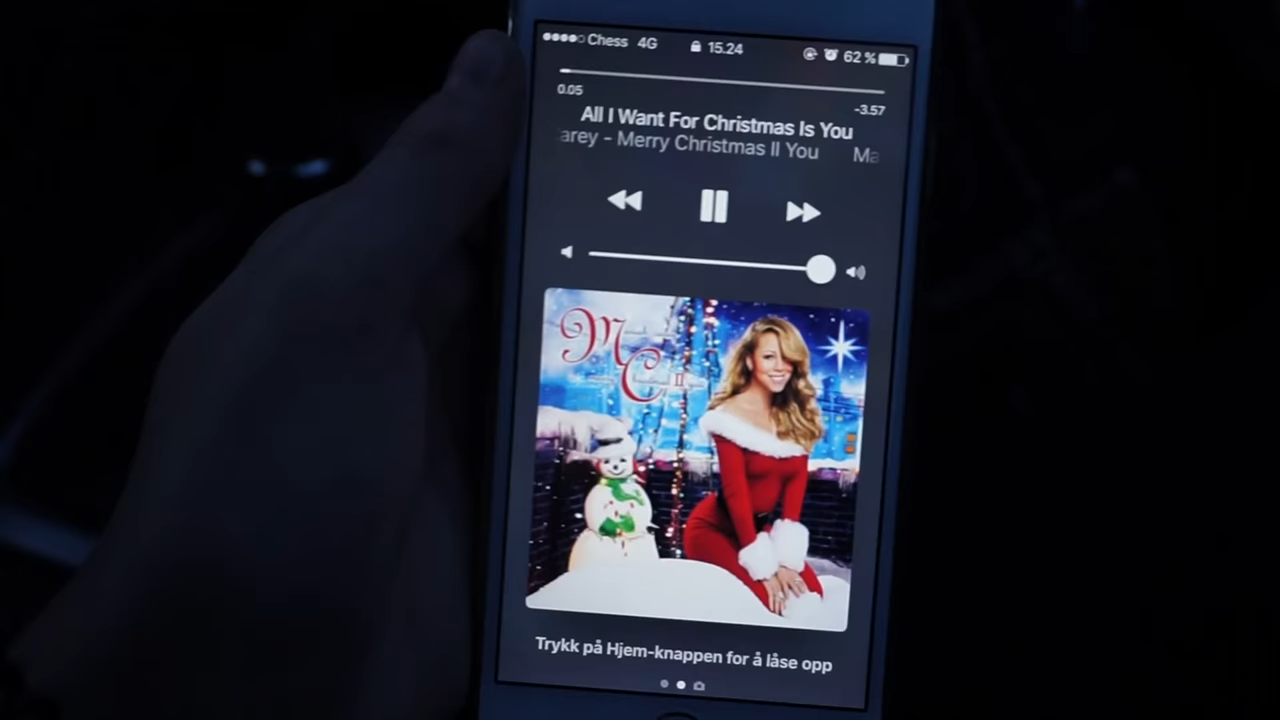 Chess 4G 15.24 62 %
0.05 -3.57
All I Want For Christmas Is You
arey - Merry Christmas II You Ma
M
C II
Trykk på Hjem-knappen for å låse opp